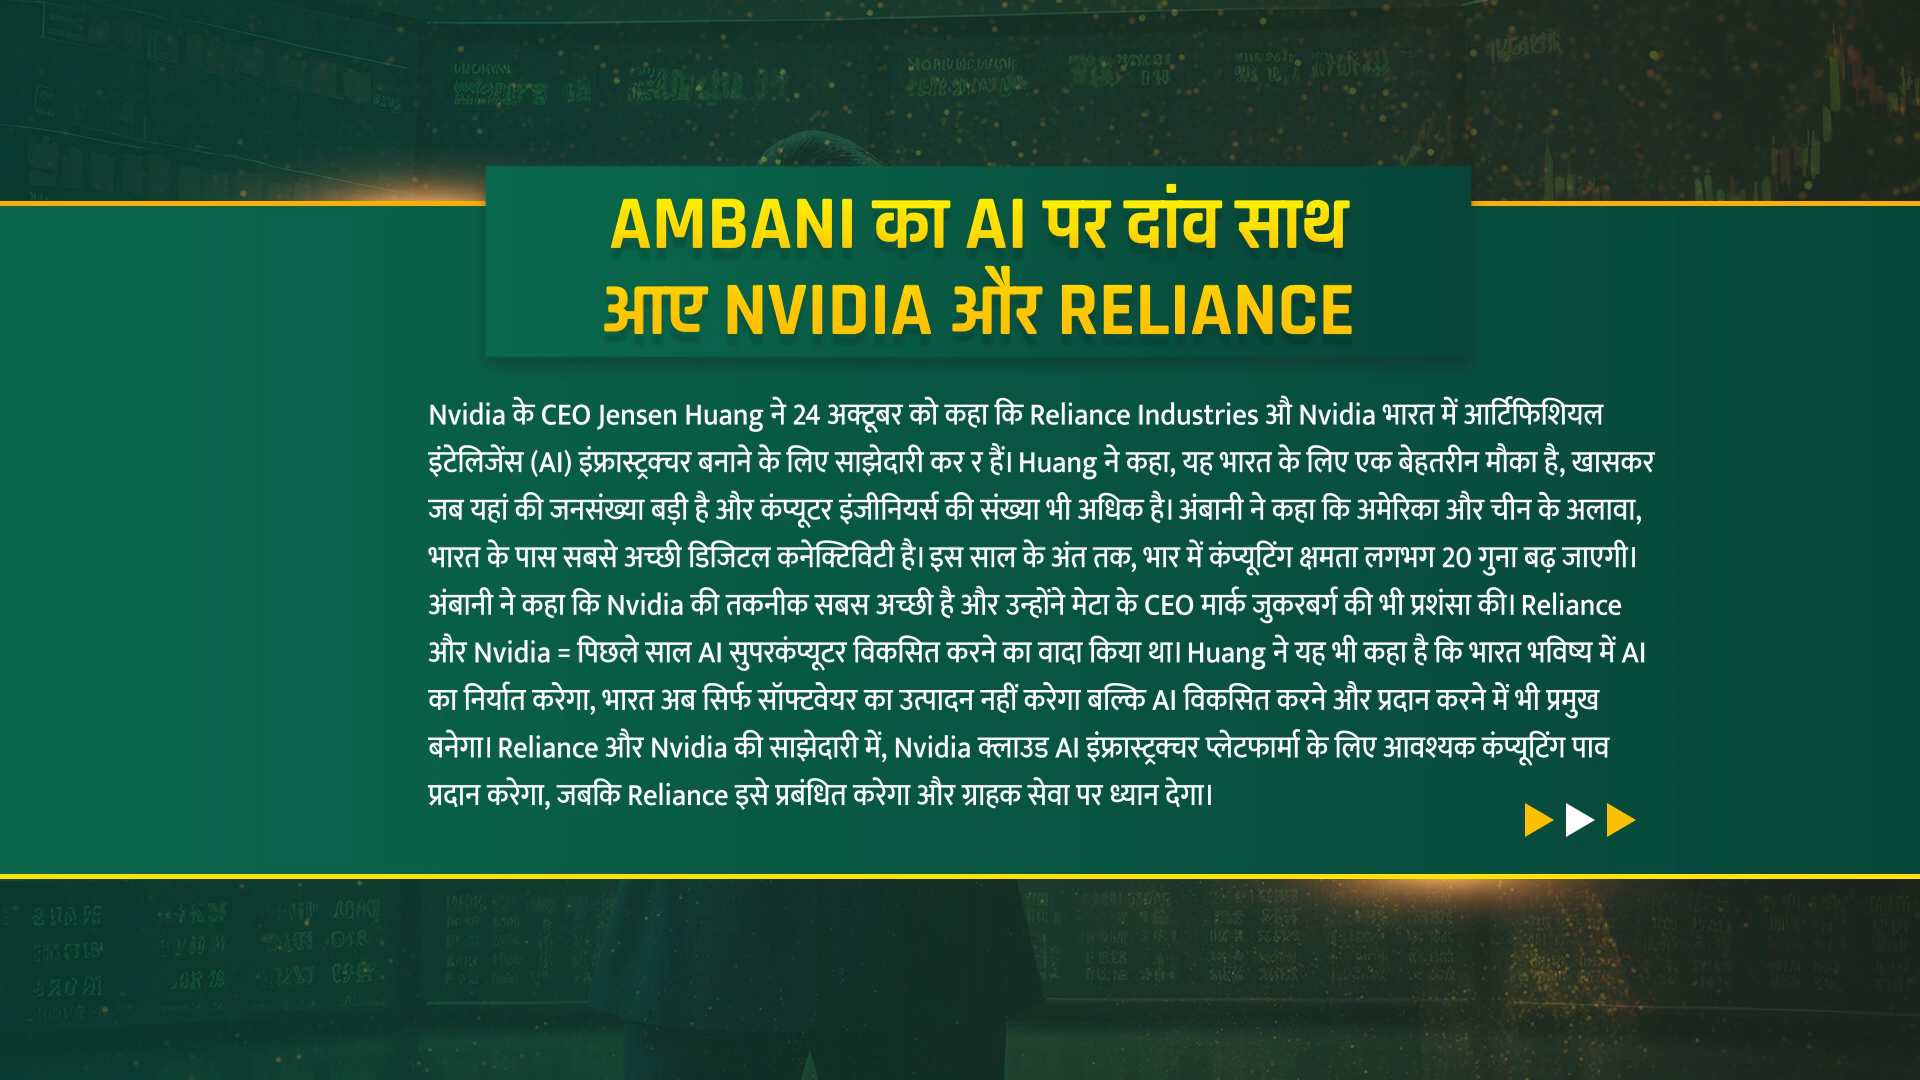 AMBANI का AI पर दांव साथ
आए NVIDIA और RELIANCE
Nvidia के CEO Jensen Huang ने 24 अक्टूबर को कहा कि Reliance Industries औ Nvidia भारत में आर्टिफिशियल
इंटेलिजेंस (AI) इंफ्रास्ट्रक्चर बनाने के लिए साझेदारी कर र हैं। Huang ने कहा, यह भारत के लिए एक बेहतरीन मौका है, खासकर
जब यहां की जनसंख्या बड़ी है और कंप्यूटर इंजीनियर्स की संख्या भी अधिक है। अंबानी ने कहा कि अमेरिका और चीन के अलावा,
भारत के पास सबसे अच्छी डिजिटल कनेक्टिविटी है। इस साल के अंत तक, भार में कंप्यूटिंग क्षमता लगभग 20 गुना बढ़ जाएगी।
अंबानी ने कहा कि Nvidia की तकनीक सबस अच्छी है और उन्होंने मेटा के CEO मार्क जुकरबर्ग की भी प्रशंसा की। Reliance
और Nvidia = पिछले साल AI सुपरकंप्यूटर विकसित करने का वादा किया था। Huang ने यह भी कहा है कि भारत भविष्य में AI
का निर्यात करेगा, भारत अब सिर्फ सॉफ्टवेयर का उत्पादन नहीं करेगा बल्कि AI विकसित करने और प्रदान करने में भी प्रमुख
बनेगा। Reliance और Nvidia की साझेदारी में, Nvidia क्लाउड AI इंफ्रास्ट्रक्चर प्लेटफार्मा के लिए आवश्यक कंप्यूटिंग पाव
प्रदान करेगा, जबकि Reliance इसे प्रबंधित करेगा और ग्राहक सेवा पर ध्यान देगा।